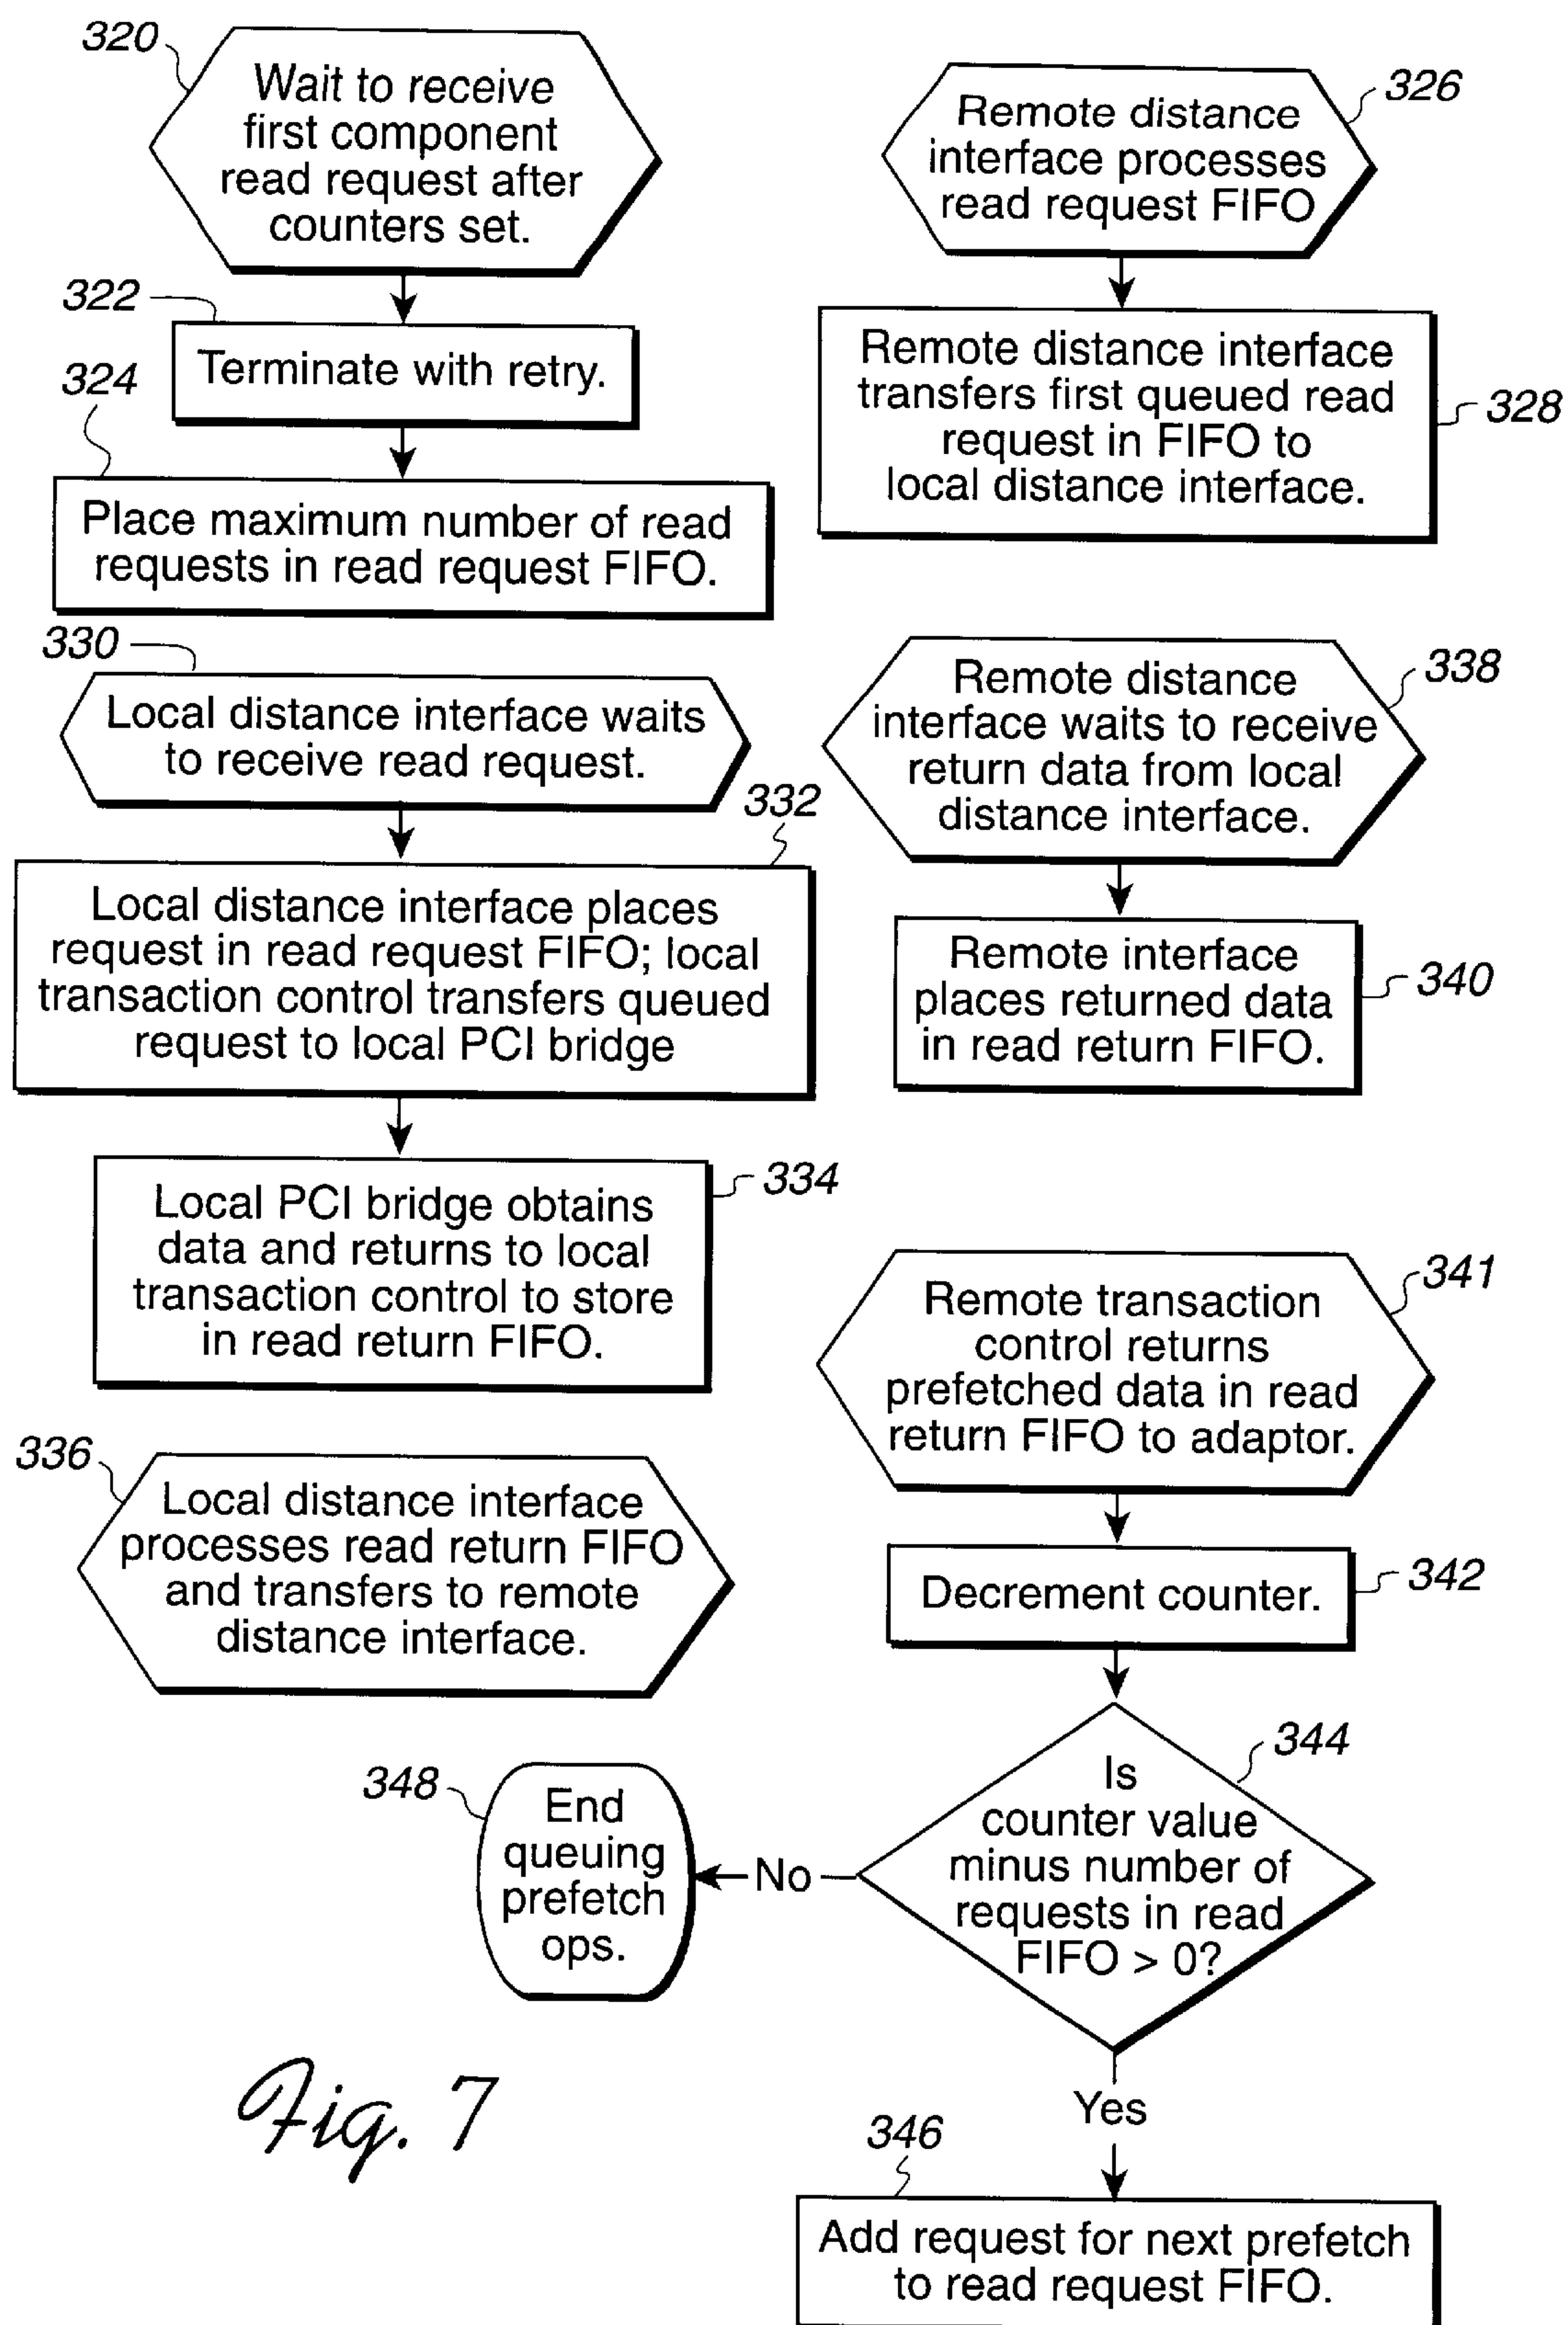 320
Wait to receive
first component
read request after
counters set.
322
Terminate with retry.
324
Place maximum number of read
requests in read request FIFO.
326
Remote distance
interface processes
read request FIFO
328
Remote distance interface
transfers first queued read
request in FIFO to
local distance interface.
330
Local distance interface waits
to receive read request.
332
Local distance interface places
request in read request FIFO; local
transaction control transfers queued
request to local PCI bridge
334
Local PCI bridge obtains
data and returns to local
transaction control to store
in read return FIFO.
336
Local distance interface
processes read return FIFO
and transfers to remote
distance interface.
338
Remote distance
interface waits to receive
return data from local
distance interface.
340
Remote interface
places returned data
in read return FIFO.
341
Remote transaction
control returns
prefetched data in read
return FIFO to adaptor.
342
Decrement counter.
344
Is
counter value
minus number of
requests in read
FIFO > 0?
No
348
End
queuing
prefetch
ops.
Yes
346
Add request for next prefetch
to read request FIFO.
Fig. 7